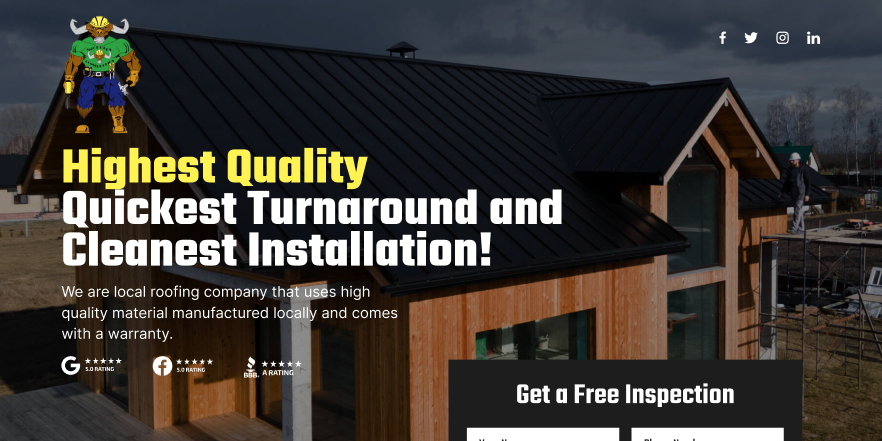 Highest Quality
Quickest Turnaround and
Cleanest Installation!
We are local roofing company that uses high
quality material manufactured locally and comes
with a warranty.
5.0 RATING
5.0 RATING
BBB.
A RATING
Get a Free Inspection